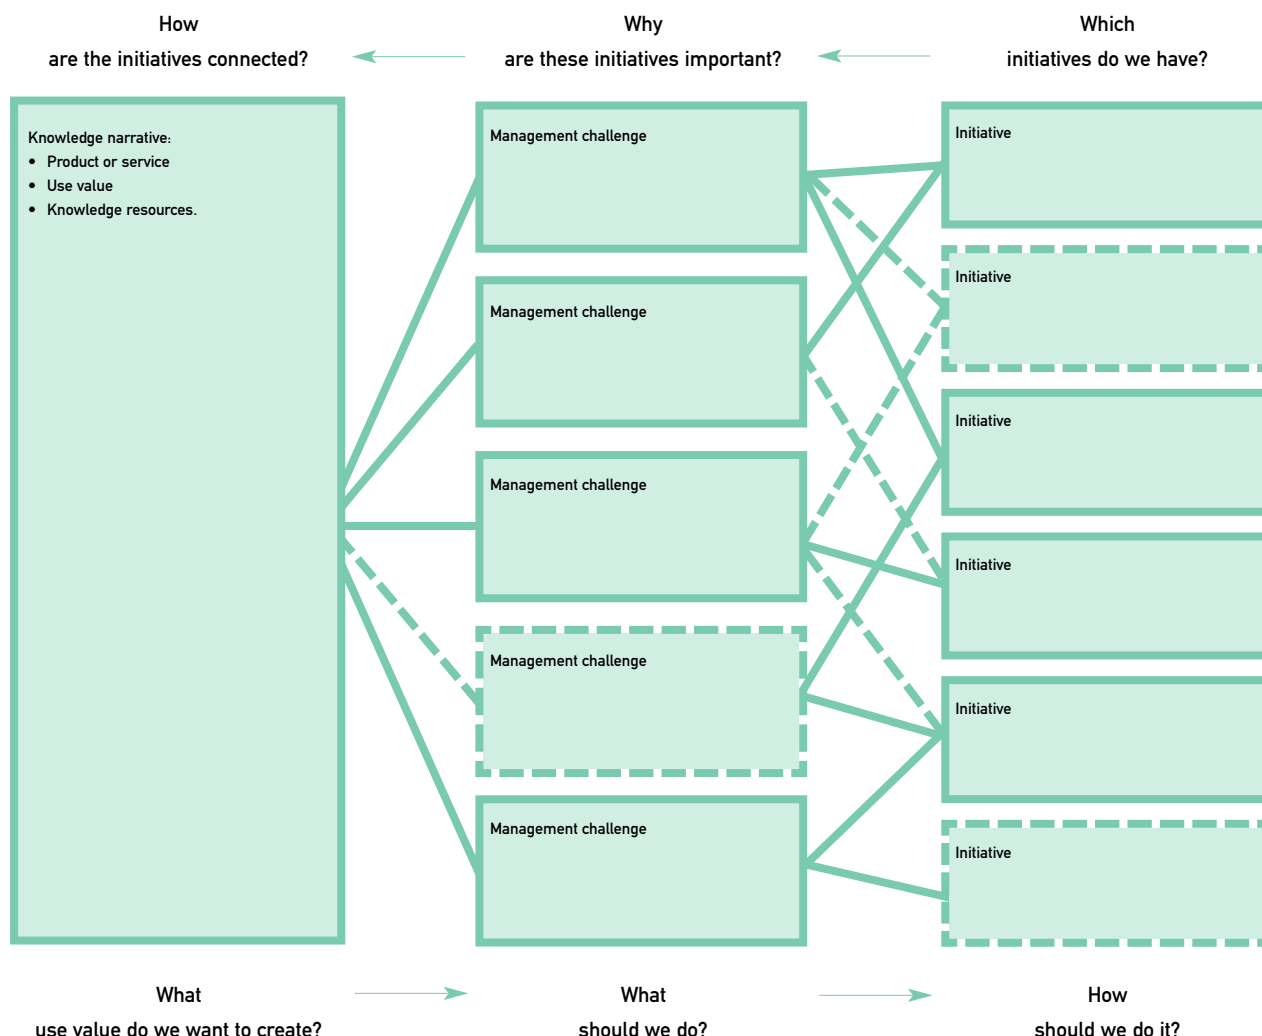 How
are the initiatives connected?
Why
are these initiatives important?
Which
initiatives do we have?
Knowledge narrative:
• Product or service
• Use value
• Knowledge resources.
Management challenge
Management challenge
Management challenge
Management challenge
Management challenge
Initiative
Initiative
Initiative
Initiative
Initiative
Initiative
What
use value do we want to create?
What
should we do?
How
should we do it?